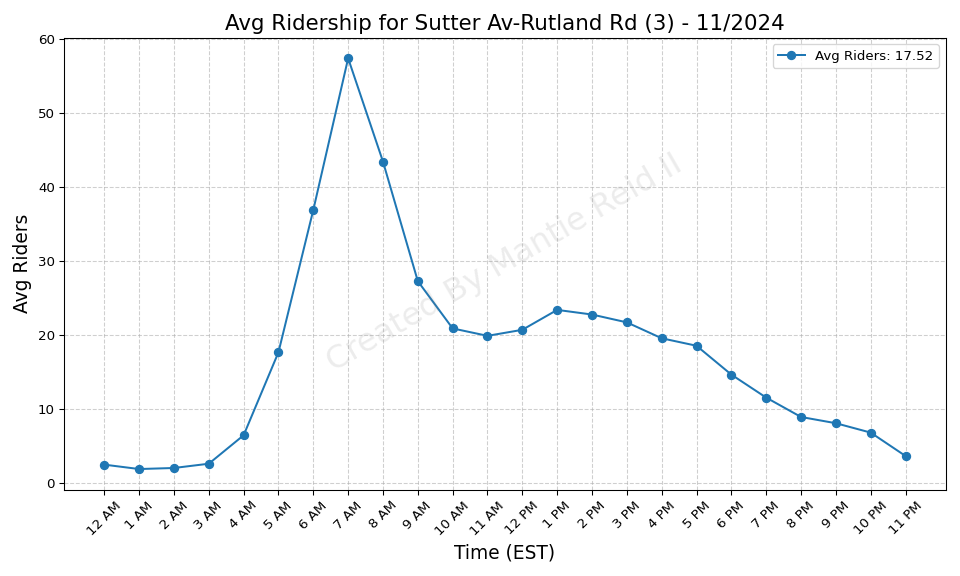 Avg Ridership for Sutter Av-Rutland Rd (3) - 11/2024
Avg Riders: 17.52
60
50
40
30
20
10
0
Avg Riders
Created By Mantle Reid II
12 AM
1 AM
2 AM
3 AM
4 AM
5 AM
6 AM
7 AM
8 AM
9 AM
10 AM
11 AM
12 PM
1 PM
2 PM
3 PM
4 PM
5 PM
6 PM
7 PM
8 PM
9 PM
10 PM
11 PM
Time (EST)